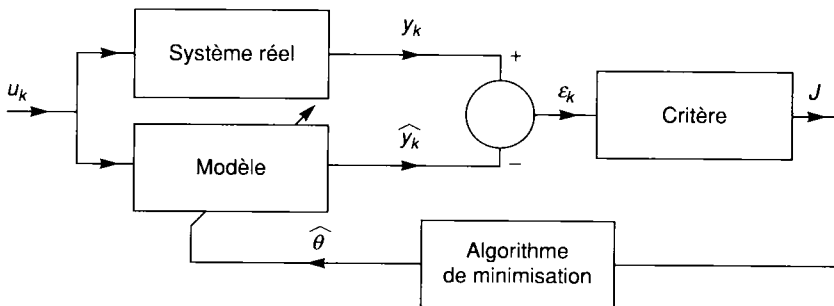 Système réel
y_k
+
u_k
ε_k
Critère
J
Modèle
ŷ_k
−
θ̂
Algorithme
de minimisation